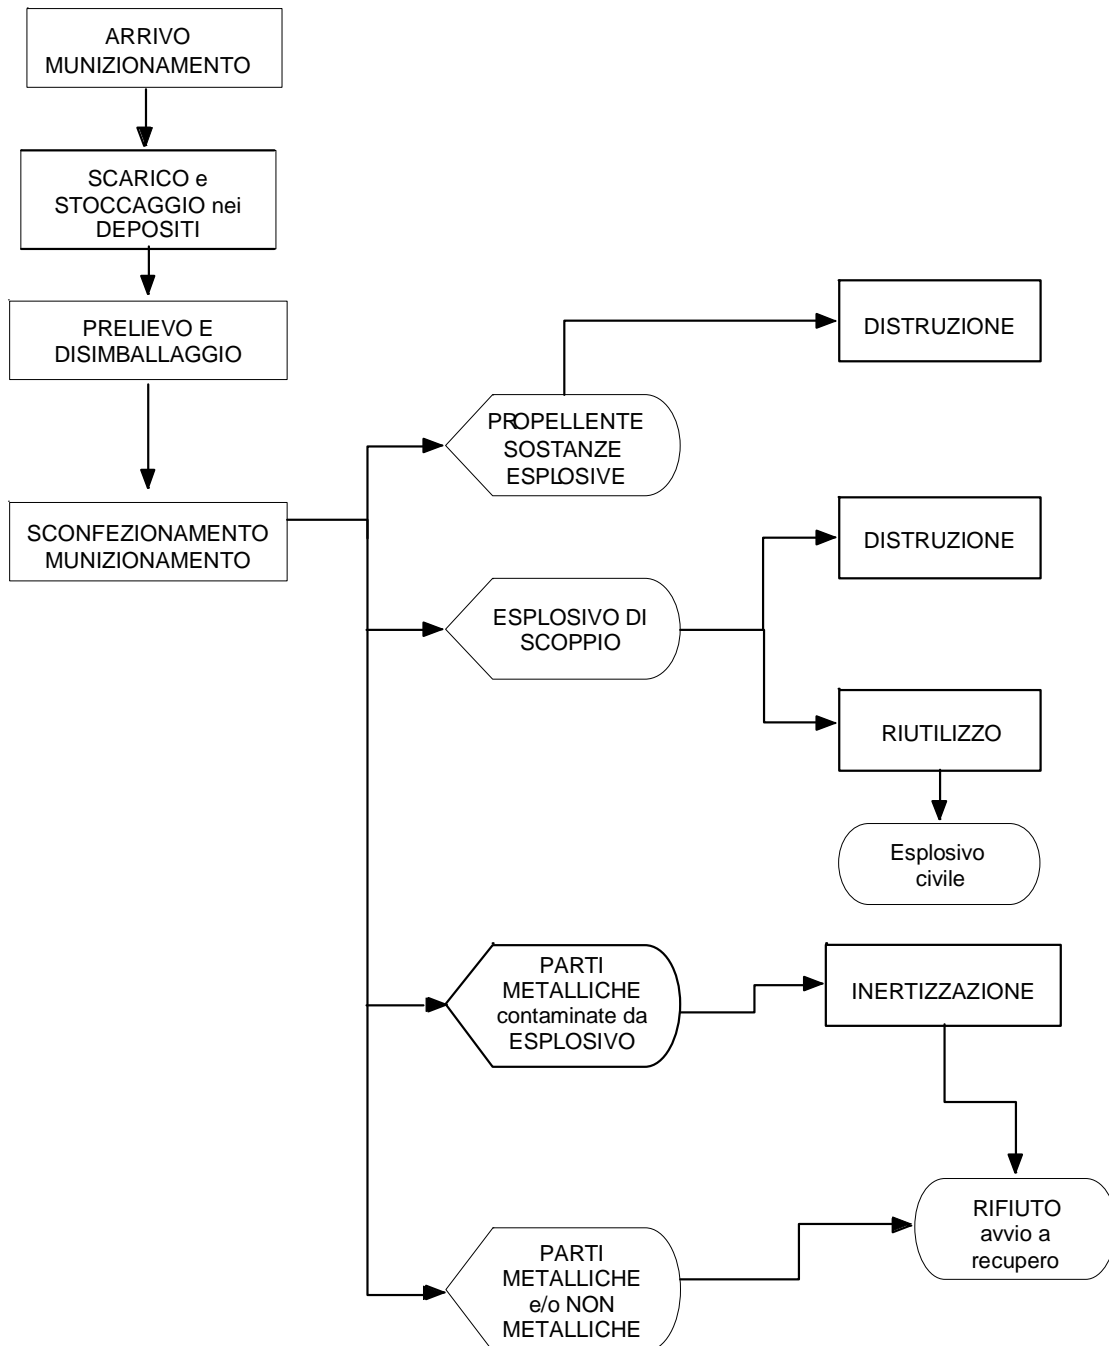 ARRIVO
MUNIZIONAMENTO
SCARICO e
STOCCAGGIO nei
DEPOSITI
PRELIEVO E
DISIMBALLAGGIO
SCONFEZIONAMENTO
MUNIZIONAMENTO
PROPELLENTE
SOSTANZE
ESPLOSIVE
DISTRUZIONE
ESPLOSIVO DI
SCOPPIO
DISTRUZIONE
RIUTILIZZO
Esplosivo
civile
PARTI
METALLICHE
contaminate da
ESPLOSIVO
INERTIZZAZIONE
PARTI
METALLICHE
e/o NON
METALLICHE
RIFIUTO
avvio a
recupero